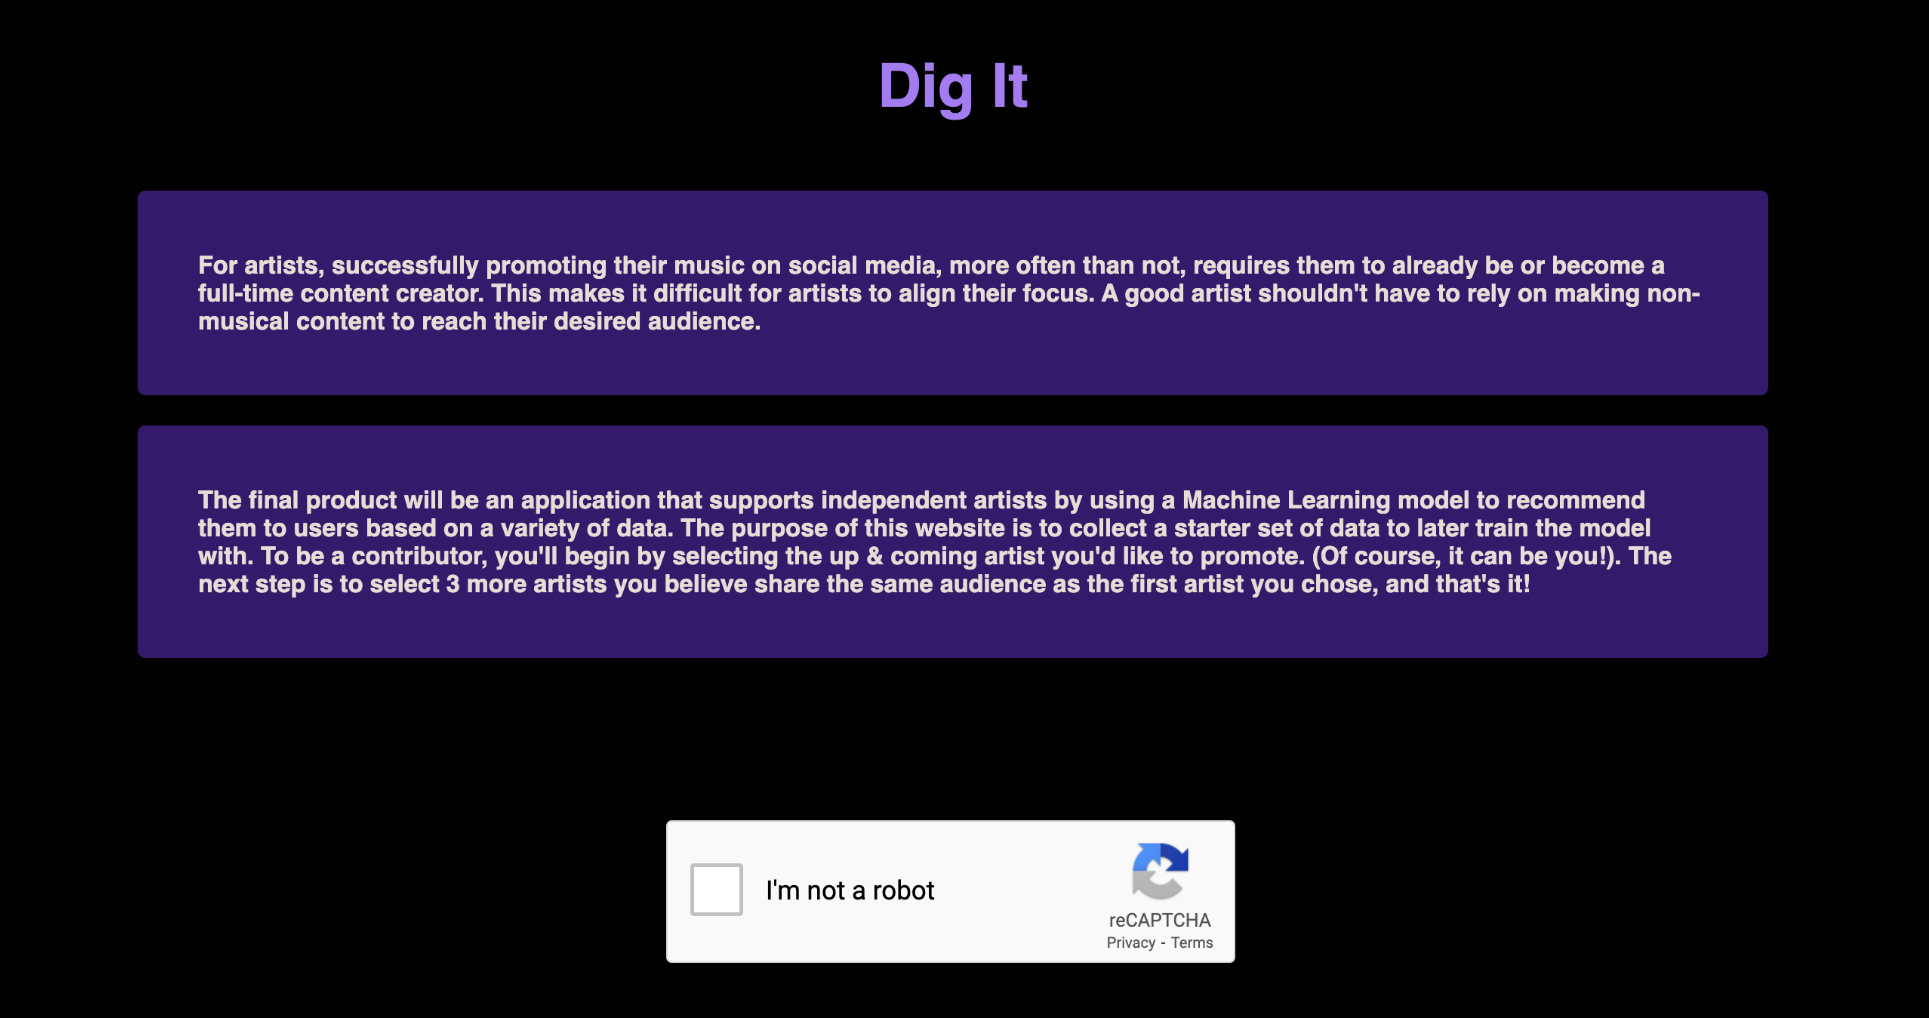 Dig It
For artists, successfully promoting their music on social media, more often than not, requires them to already be or become a
full-time content creator. This makes it difficult for artists to align their focus. A good artist shouldn't have to rely on making non-
musical content to reach their desired audience.
The final product will be an application that supports independent artists by using a Machine Learning model to recommend
them to users based on a variety of data. The purpose of this website is to collect a starter set of data to later train the model
with. To be a contributor, you'll begin by selecting the up & coming artist you'd like to promote. (Of course, it can be you!). The
next step is to select 3 more artists you believe share the same audience as the first artist you chose, and that's it!
I'm not a robot
reCAPTCHA
Privacy - Terms